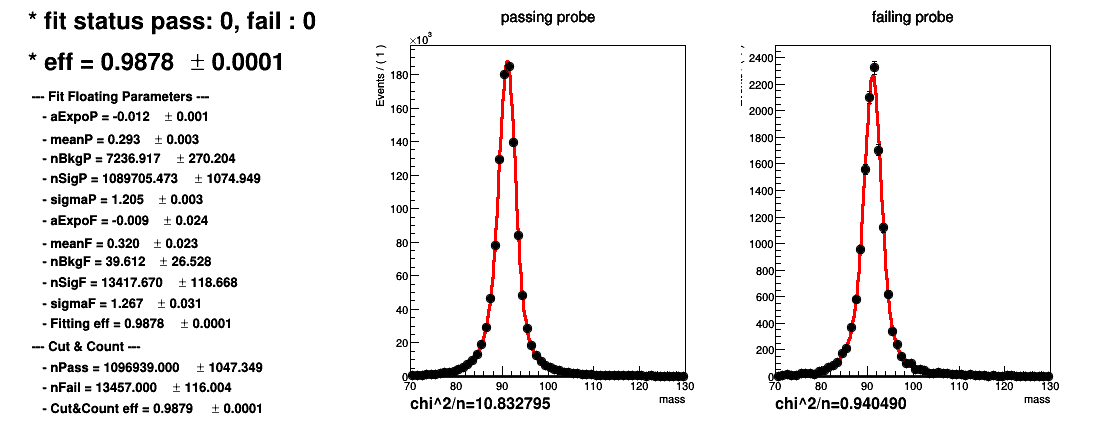 * fit status pass: 0, fail : 0
* eff = 0.9878 ± 0.0001
--- Fit Floating Parameters ---
- aExpoP = -0.012 ± 0.001
- meanP = 0.293 ± 0.003
- nBkgP = 7236.917 ± 270.204
- nSigP = 1089705.473 ± 1074.949
- sigmaP = 1.205 ± 0.003
- aExpoF = -0.009 ± 0.024
- meanF = 0.320 ± 0.023
- nBkgF = 39.612 ± 26.528
- nSigF = 13417.670 ± 118.668
- sigmaF = 1.267 ± 0.031
- Fitting eff = 0.9878 ± 0.0001
--- Cut & Count ---
- nPass = 1096939.000 ± 1047.349
- nFail = 13457.000 ± 116.004
- Cut&Count eff = 0.9879 ± 0.0001
passing probe
×10³
Events / ( 1 )
180
160
140
120
100
80
60
40
20
0
70 80 90 100 110 120 130
mass
chi^2/n=10.832795
failing probe
2400
2200
2000
1800
1600
1400
1200
1000
800
600
400
200
0
70 80 90 100 110 120 130
mass
chi^2/n=0.940490